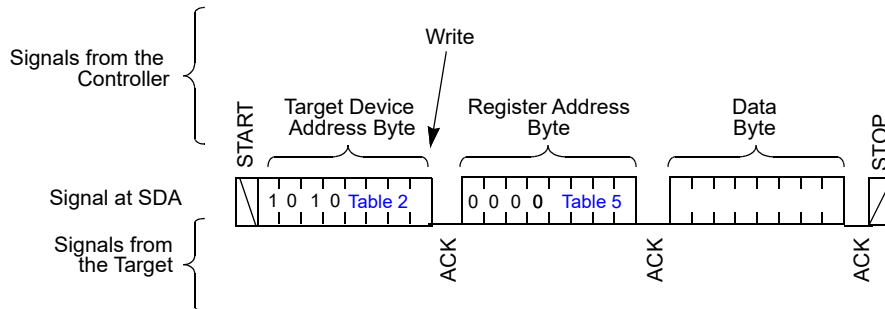 Signals from the
Controller
Write
START
Target Device
Address Byte
Register Address
Byte
Data
Byte
STOP
Signal at SDA
1 0 1 0 Table 2
0 0 0 0 Table 5
Signals from
the Target
ACK
ACK
ACK